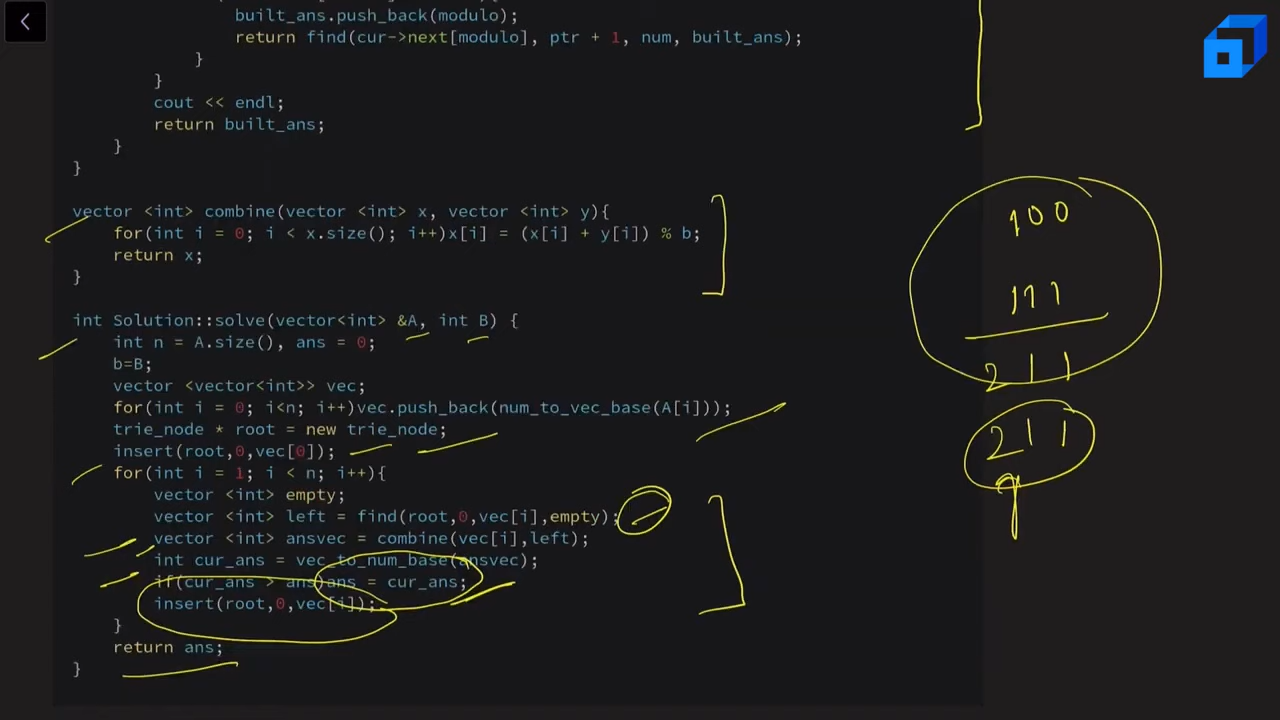 built_ans.push_back(modulo);
return find(cur->next[modulo], ptr + 1, num, built_ans);
}
}
cout << endl;
return built_ans;
}
}
vector <int> combine(vector <int> x, vector <int> y){
for(int i = 0; i < x.size(); i++)x[i] = (x[i] + y[i]) % b;
return x;
}
int Solution::solve(vector<int> &A, int B) {
int n = A.size(), ans = 0;
b=B;
vector <vector<int>> vec;
for(int i = 0; i<n; i++)vec.push_back(num_to_vec_base(A[i]));
trie_node * root = new trie_node;
insert(root,0,vec[0]);
for(int i = 1; i < n; i++){
vector <int> empty;
vector <int> left = find(root,0,vec[i],empty);
vector <int> ansvec = combine(vec[i],left);
int cur_ans = vec_to_num_base(ansvec);
if(cur_ans > ans)ans = cur_ans;
insert(root,0,vec[i]);
}
return ans;
}
100
111
211
211